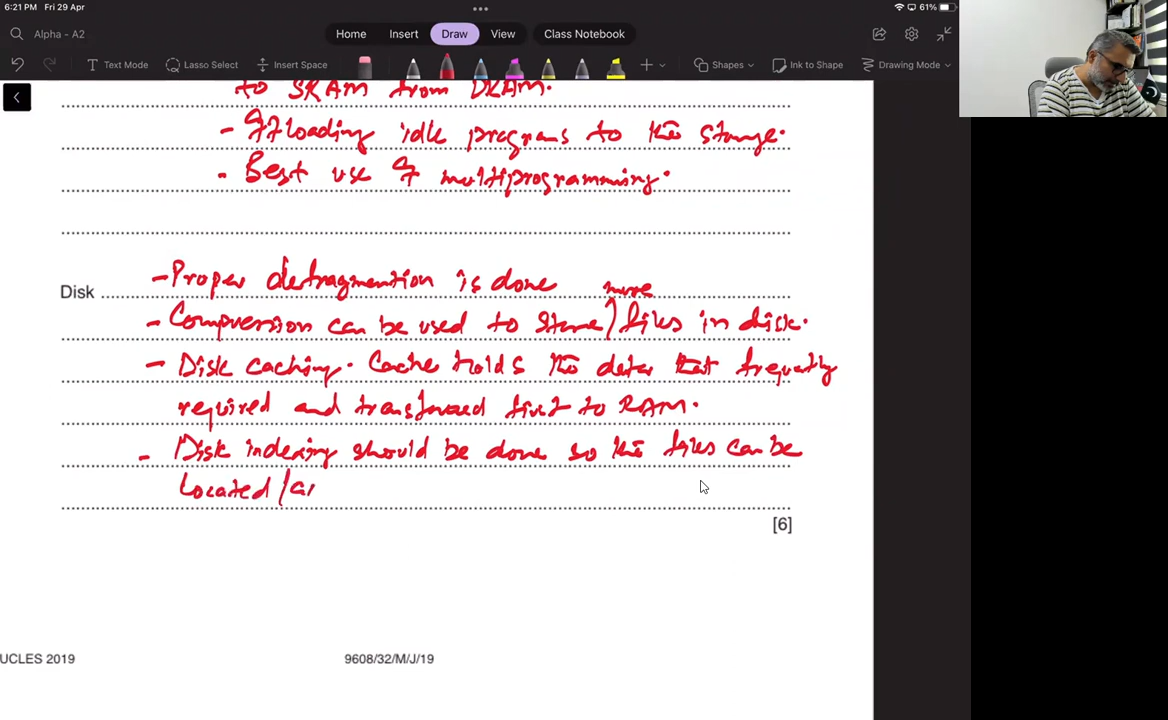 6:21 PM Fri 29 Apr
61%
Alpha - A2
Home Insert Draw View Class Notebook
Text Mode Lasso Select Insert Space Shapes Ink to Shape Drawing Mode
to SRAM from DRAM.
- Offloading idle programs to the storage.
- Best use of multiprogramming.
Disk - Proper defragmention is done
more
- Compression can be used to store files in disk.
- Disk caching. Cache holds the data that frequently
required and transferred first to RAM.
- Disk indexing should be done so the files can be
located/
[6]
UCLES 2019 9608/32/M/J/19